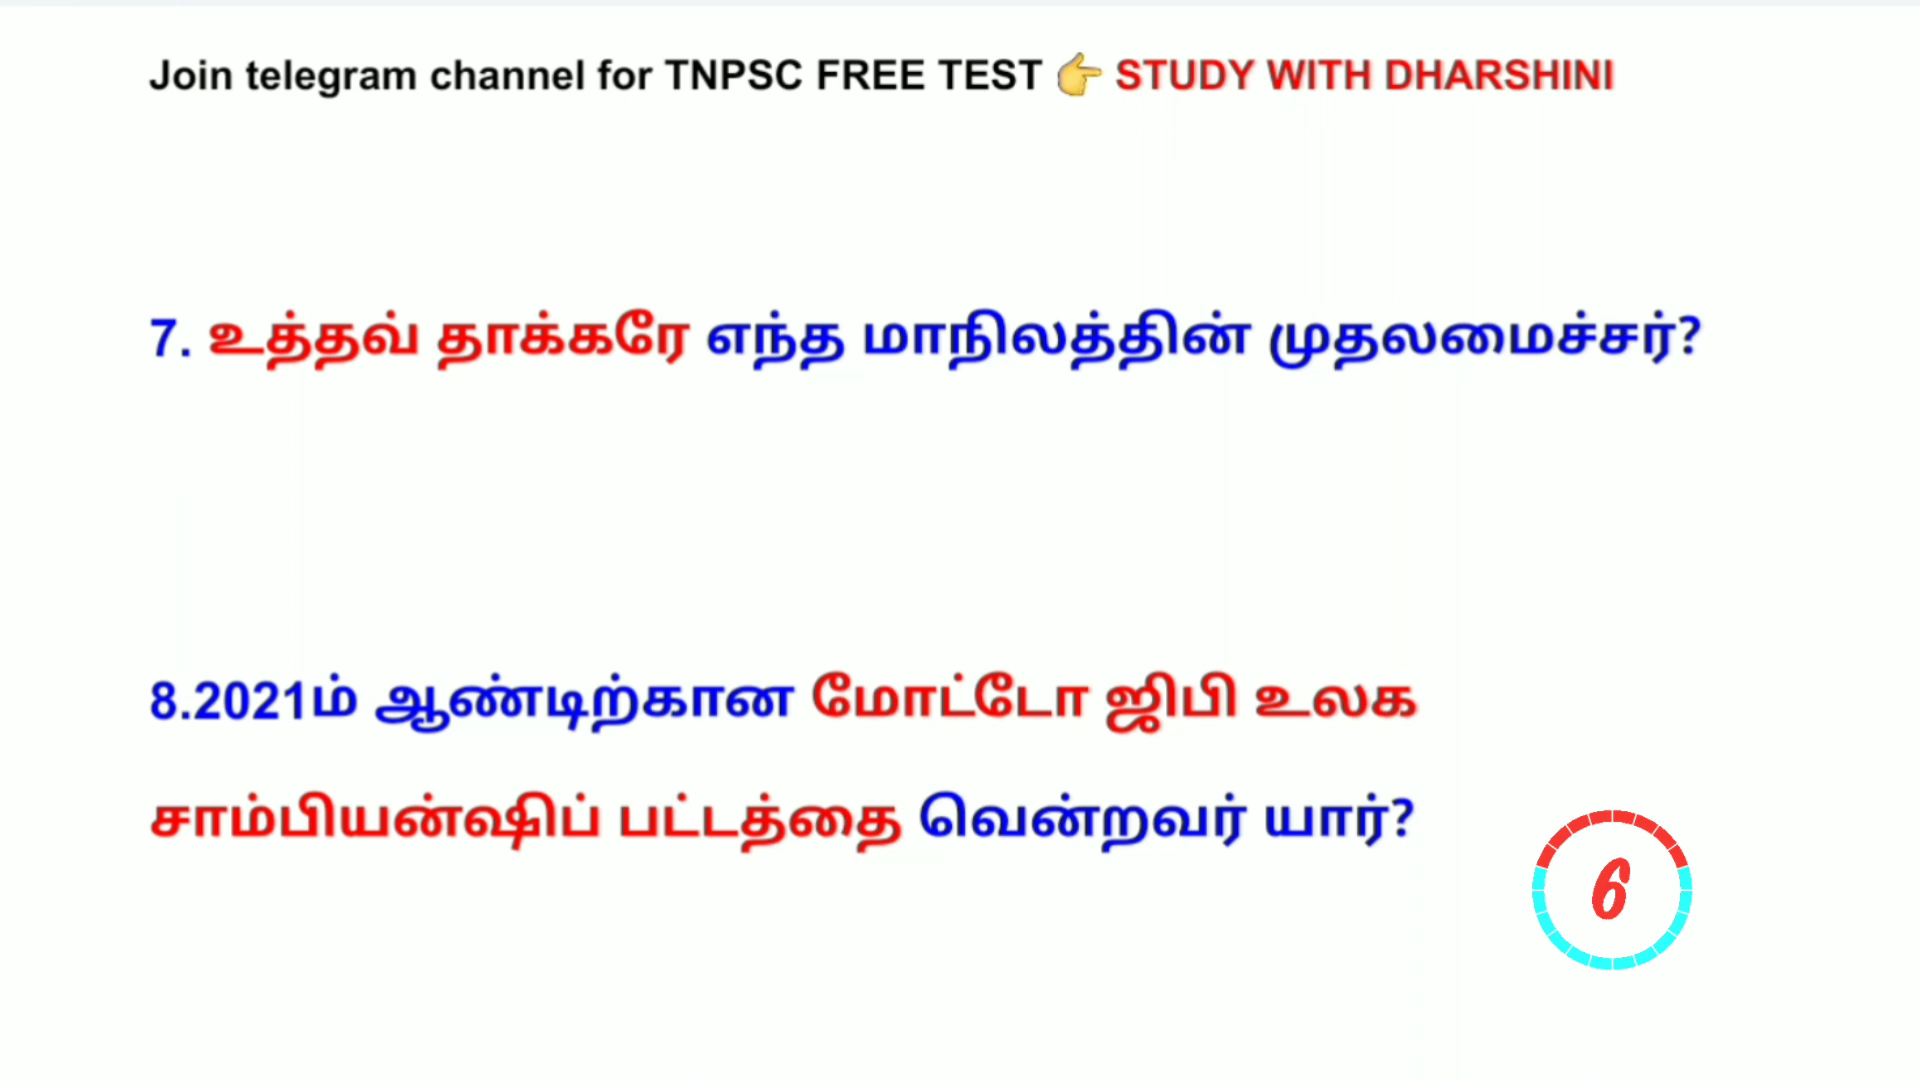 Join telegram channel for TNPSC FREE TEST 👉 STUDY WITH DHARSHINI
7. உத்தவ் தாக்கரே எந்த மாநிலத்தின் முதலமைச்சர்?
8.2021ம் ஆண்டிற்கான மோட்டோ ஜிபி உலக
சாம்பியன்ஷிப் பட்டத்தை வென்றவர் யார்?
6